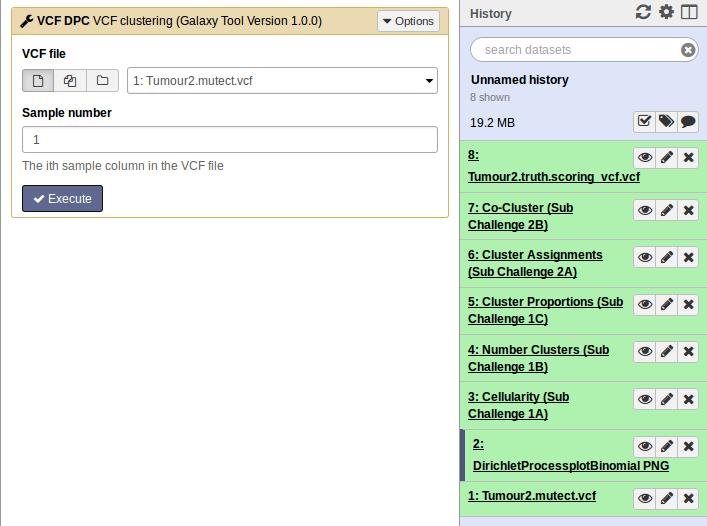 VCF DPC VCF clustering (Galaxy Tool Version 1.0.0)
Options
VCF file
1: Tumour2.mutect.vcf
Sample number
1
The ith sample column in the VCF file
Execute
History
search datasets
Unnamed history
8 shown
19.2 MB
8:
Tumour2.truth.scoring_vcf.vcf
7: Co-Cluster (Sub
Challenge 2B)
6: Cluster Assignments
(Sub Challenge 2A)
5: Cluster Proportions (Sub
Challenge 1C)
4: Number Clusters (Sub
Challenge 1B)
3: Cellularity (Sub
Challenge 1A)
2:
DirichletProcessplotBinomial PNG
1: Tumour2.mutect.vcf